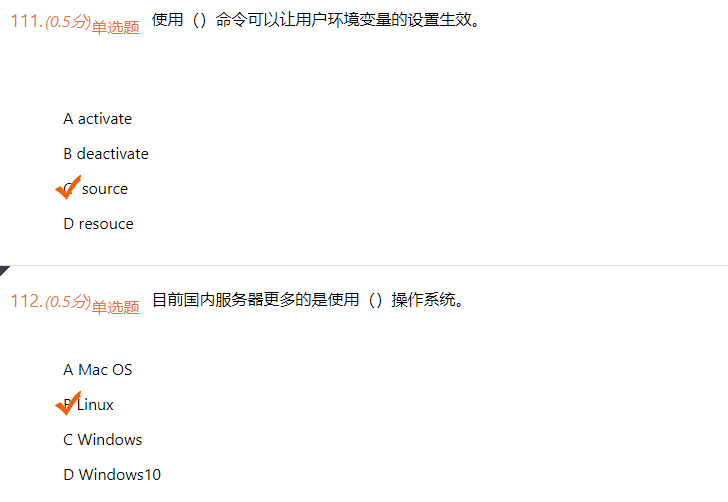 111.(0.5分)单选题 使用（）命令可以让用户环境变量的设置生效。
A activate
B deactivate
C source
D resouce
112.(0.5分)单选题 目前国内服务器更多的是使用（）操作系统。
A Mac OS
B Linux
C Windows
D Windows10